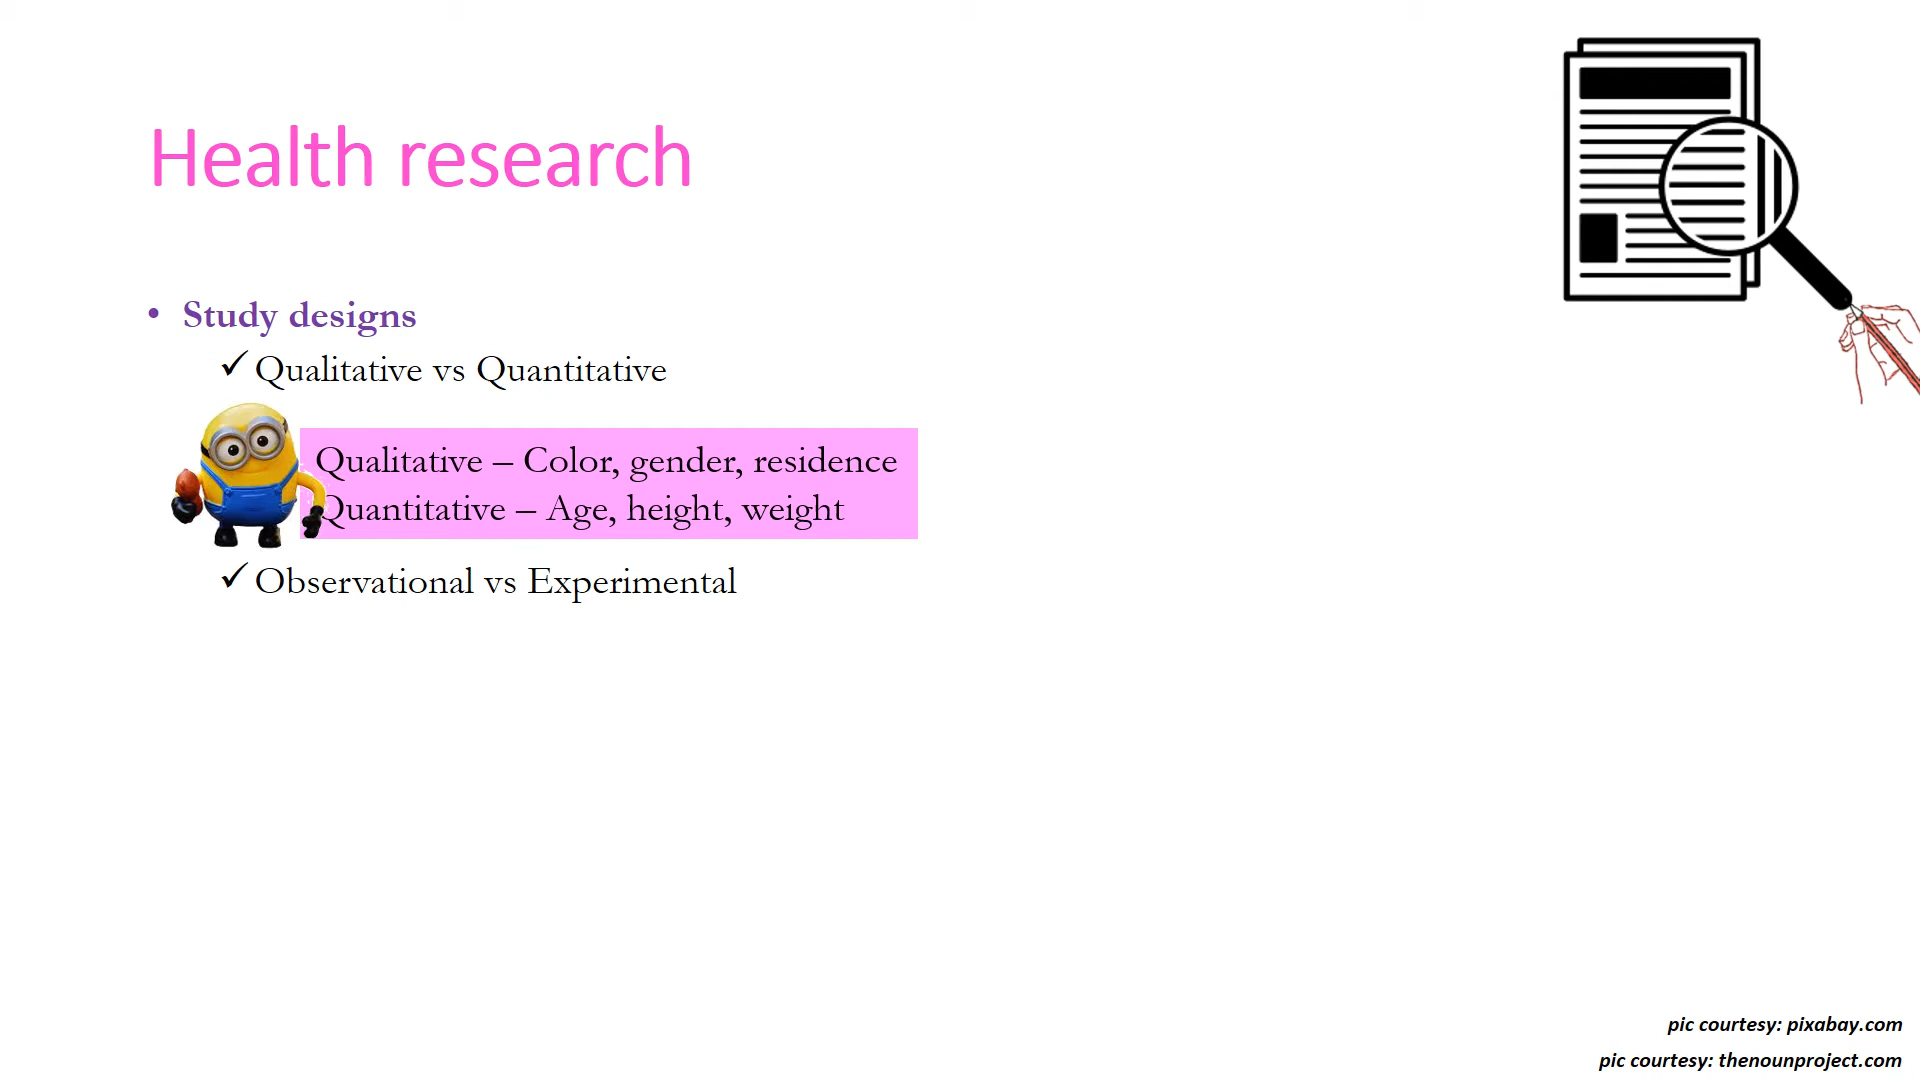 Health research
• Study designs
✓ Qualitative vs Quantitative
Qualitative – Color, gender, residence
Quantitative – Age, height, weight
✓ Observational vs Experimental
pic courtesy: pixabay.com
pic courtesy: thenounproject.com